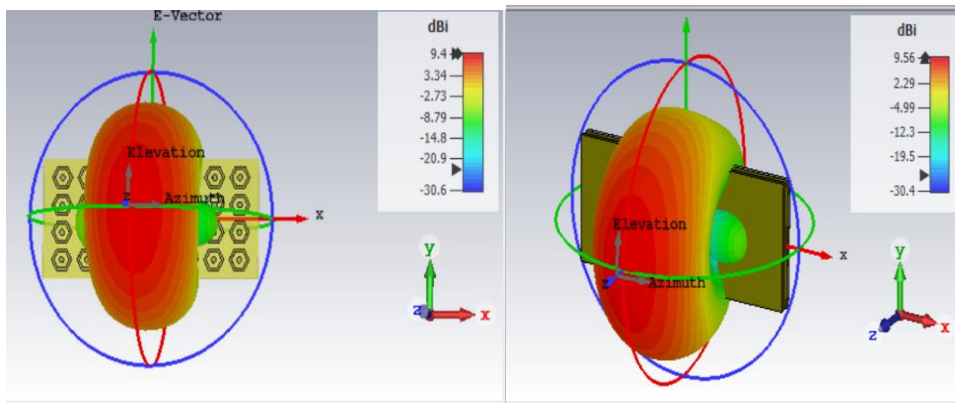 E-Vector
dBi
9.4
3.34
-2.73
-8.79
-14.8
-20.9
-30.6
Elevation
z
Azimuth
x
y
z
x
dBi
9.56
2.29
-4.99
-12.3
-19.5
-30.4
Elevation
z
Azimuth
x
y
z
x